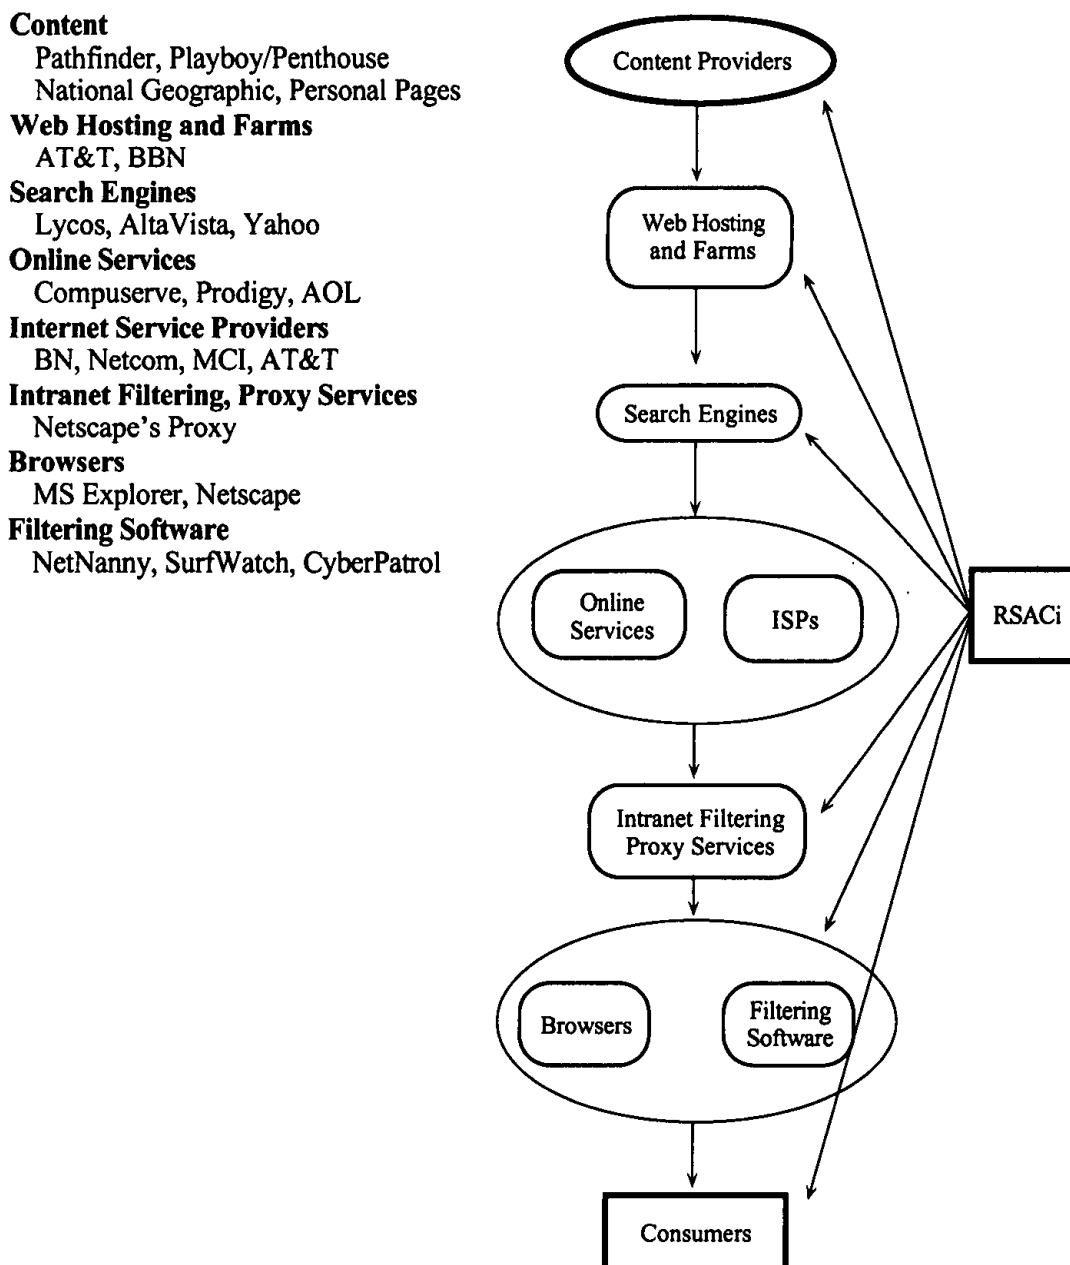 Content
Pathfinder, Playboy/Penthouse
National Geographic, Personal Pages
Web Hosting and Farms
AT&T, BBN
Search Engines
Lycos, AltaVista, Yahoo
Online Services
Compuserve, Prodigy, AOL
Internet Service Providers
BN, Netcom, MCI, AT&T
Intranet Filtering, Proxy Services
Netscape's Proxy
Browsers
MS Explorer, Netscape
Filtering Software
NetNanny, SurfWatch, CyberPatrol
Content Providers
Web Hosting
and Farms
Search Engines
Online
Services
ISPs
RSACi
Intranet Filtering
Proxy Services
Browsers
Filtering
Software
Consumers